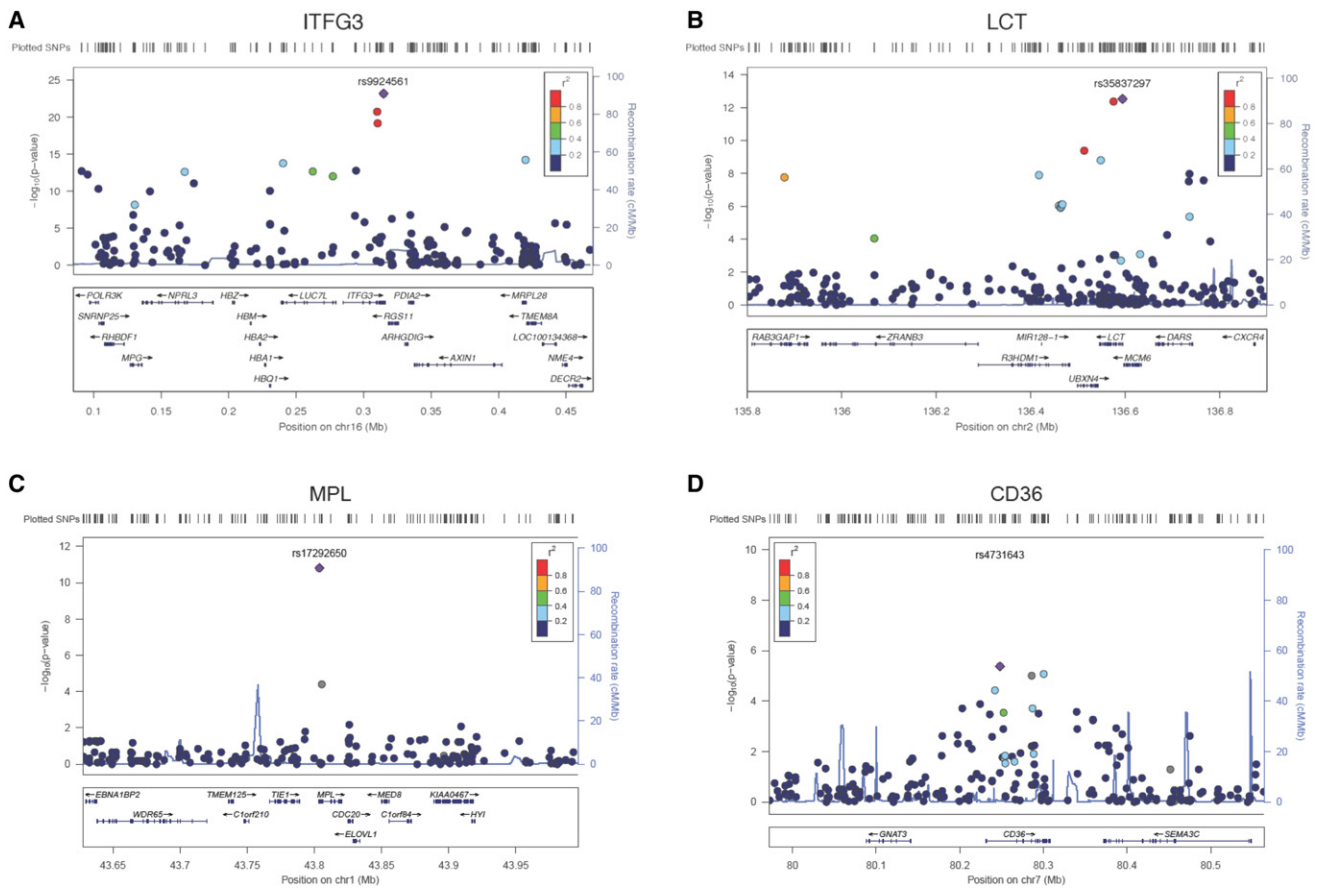 A
ITFG3
Plotted SNPs
rs9924561
r²
0.8
0.6
0.4
0.2
25
20
15
10
5
0
−log₁₀(p-value)
100
80
60
40
20
0
Recombination rate (cM/Mb)
←POLR3K ←NPRL3 HBZ→ ←LUC7L ITFG3→ PDIA2→ ←MRPL28
SNRNP25→ HBM→ ←RGS11 ←TMEM8A
←RHBDF1 HBA2→ ARHGDIG→ LOC100134368→
MPG→ HBA1→ ←AXIN1 NME4→
HBQ1→ DECR2→
0.1 0.15 0.2 0.25 0.3 0.35 0.4 0.45
Position on chr16 (Mb)
B
LCT
Plotted SNPs
rs35837297
r²
0.8
0.6
0.4
0.2
14
12
10
8
6
4
2
0
−log₁₀(p-value)
100
80
60
40
20
0
Recombination rate (cM/Mb)
RAB3GAP1→ ←ZRANB3 MIR128-1→ ←LCT ←DARS ←CXCR4
R3HDM1→ ←MCM6
UBXN4→
135.8 136 136.2 136.4 136.6 136.8
Position on chr2 (Mb)
C
MPL
Plotted SNPs
rs17292650
r²
0.8
0.6
0.4
0.2
12
10
8
6
4
2
0
−log₁₀(p-value)
100
80
60
40
20
0
Recombination rate (cM/Mb)
←EBNA1BP2 TMEM125→ TIE1→ MPL→ ←MED8 KIAA0467→
WDR65→ ←C1orf210 CDC20→ C1orf84→ ←HYI
←ELOVL1
43.65 43.7 43.75 43.8 43.85 43.9 43.95
Position on chr1 (Mb)
D
CD36
Plotted SNPs
rs4731643
r²
0.8
0.6
0.4
0.2
10
8
6
4
2
0
−log₁₀(p-value)
100
80
60
40
20
0
Recombination rate (cM/Mb)
←GNAT3 CD36→ ←SEMA3C
80 80.1 80.2 80.3 80.4 80.5
Position on chr7 (Mb)